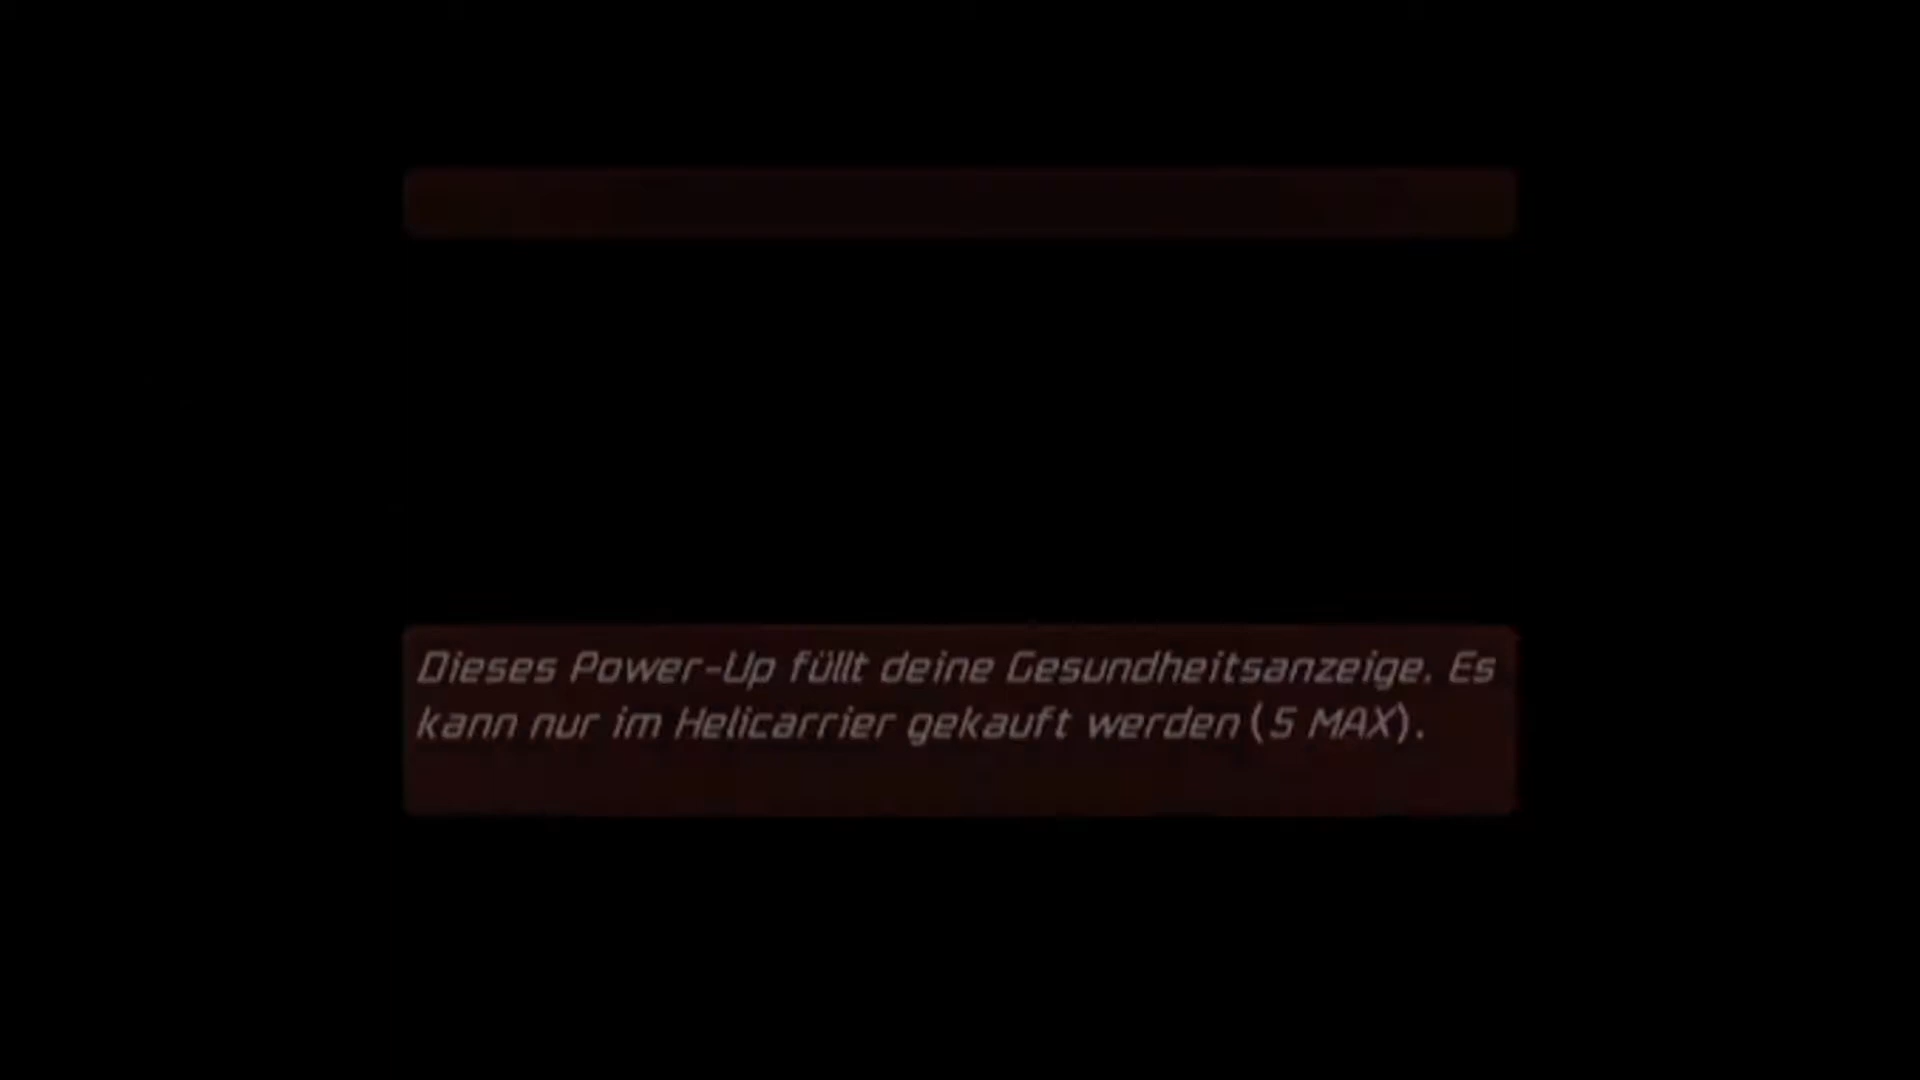 Dieses Power-Up füllt deine Gesundheitsanzeige. Es
kann nur im Helicarrier gekauft werden (5 MAX).